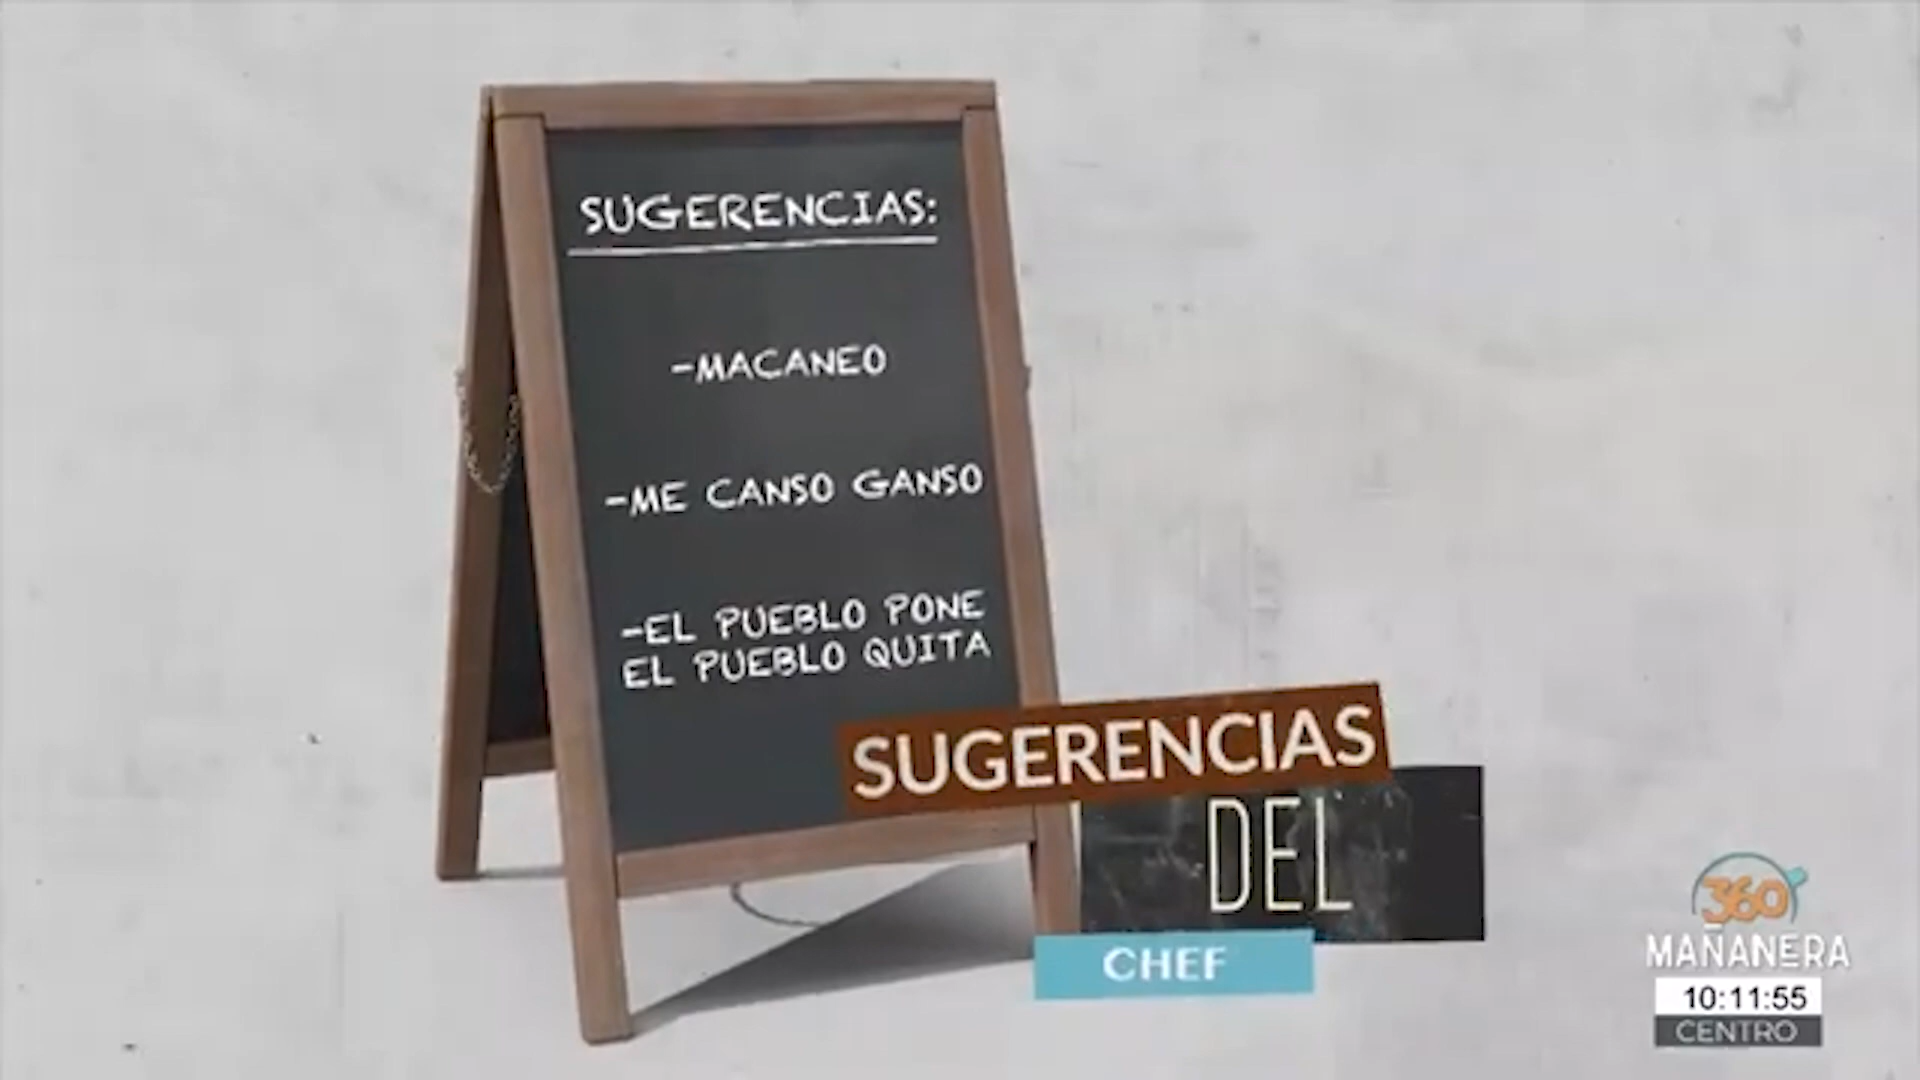 SUGERENCIAS:
-MACANEO
-ME CANSO GANSO
-EL PUEBLO PONE
EL PUEBLO QUITA
SUGERENCIAS
DEL
CHEF
360°
MAÑANERA
10:11:55
CENTRO